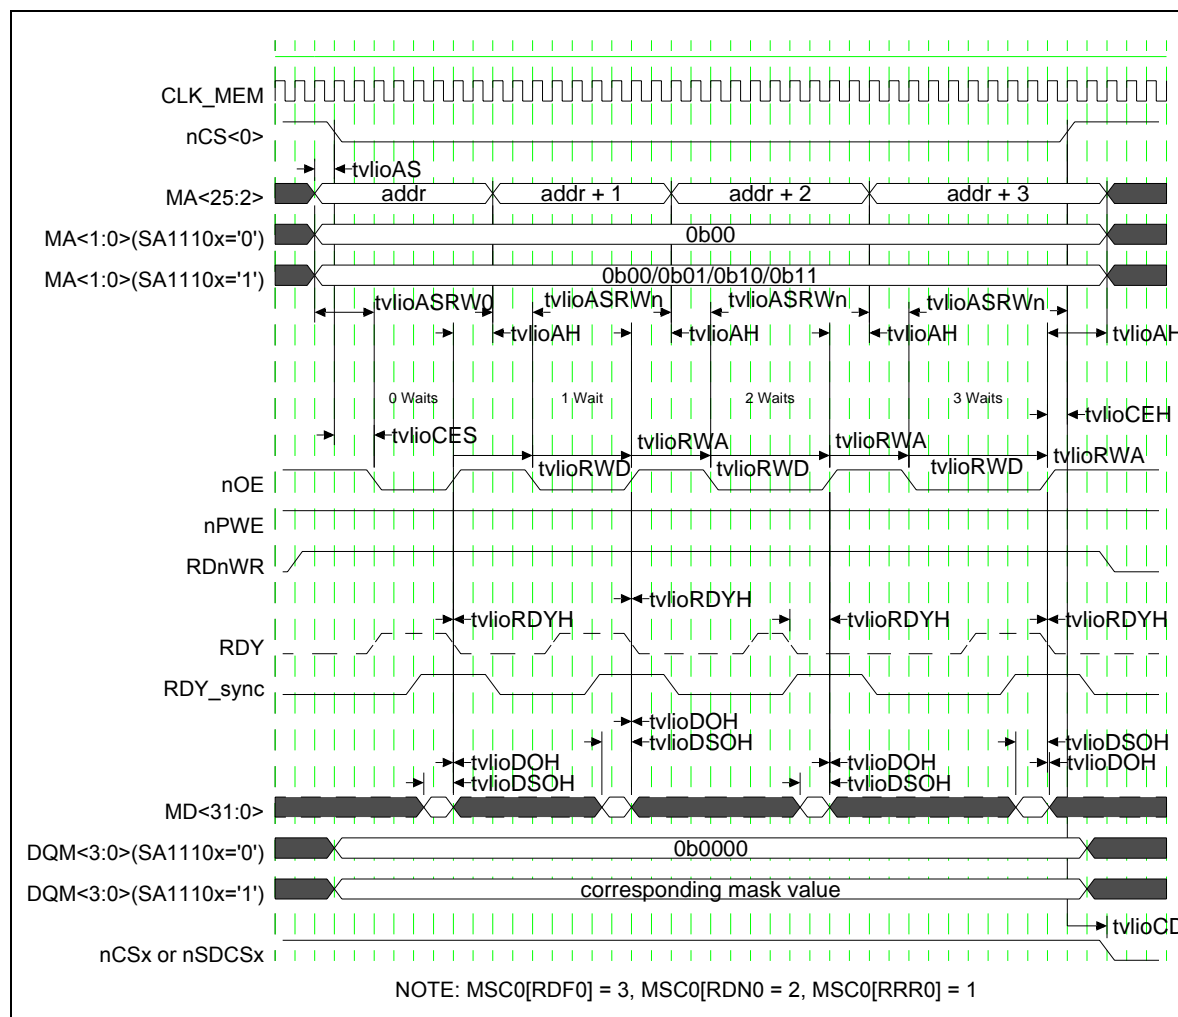 CLK_MEM
nCS<0>
tvlioAS
MA<25:2>
addr
addr + 1
addr + 2
addr + 3
MA<1:0>(SA1110x='0')
0b00
MA<1:0>(SA1110x='1')
0b00/0b01/0b10/0b11
tvlioASRW0
tvlioASRWn
tvlioASRWn
tvlioASRWn
tvlioAH
tvlioAH
tvlioAH
tvlioAH
0 Waits
1 Wait
2 Waits
3 Waits
tvlioCEH
tvlioCES
tvlioRWA
tvlioRWA
tvlioRWA
tvlioRWD
tvlioRWD
tvlioRWD
nOE
nPWE
RDnWR
tvlioRDYH
tvlioRDYH
tvlioRDYH
tvlioRDYH
RDY
RDY_sync
tvlioDOH
tvlioDSOH
tvlioDSOH
tvlioDOH
tvlioDOH
tvlioDOH
tvlioDSOH
tvlioDSOH
MD<31:0>
DQM<3:0>(SA1110x='0')
0b0000
DQM<3:0>(SA1110x='1')
corresponding mask value
tvlioCD
nCSx or nSDCSx
NOTE: MSC0[RDF0] = 3, MSC0[RDN0 = 2, MSC0[RRR0] = 1